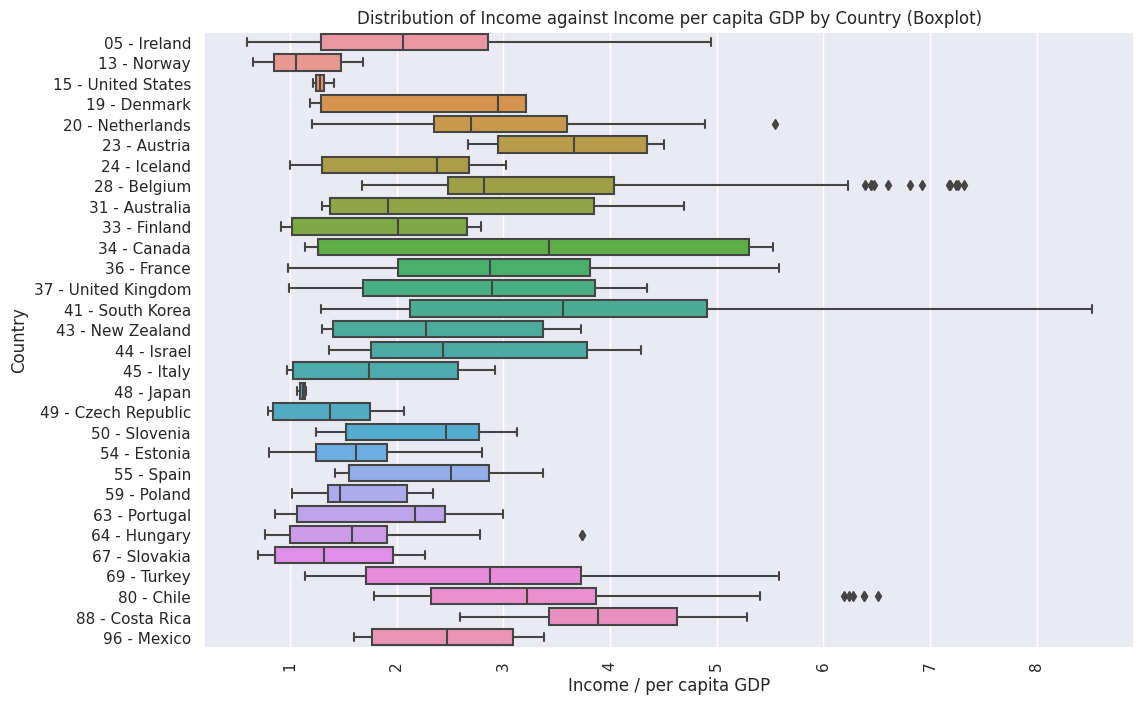 Distribution of Income against Income per capita GDP by Country (Boxplot)
05 - Ireland
13 - Norway
15 - United States
19 - Denmark
20 - Netherlands
23 - Austria
24 - Iceland
28 - Belgium
31 - Australia
33 - Finland
34 - Canada
36 - France
37 - United Kingdom
41 - South Korea
43 - New Zealand
44 - Israel
45 - Italy
48 - Japan
49 - Czech Republic
50 - Slovenia
54 - Estonia
55 - Spain
59 - Poland
63 - Portugal
64 - Hungary
67 - Slovakia
69 - Turkey
80 - Chile
88 - Costa Rica
96 - Mexico
Country
1 2 3 4 5 6 7 8
Income / per capita GDP